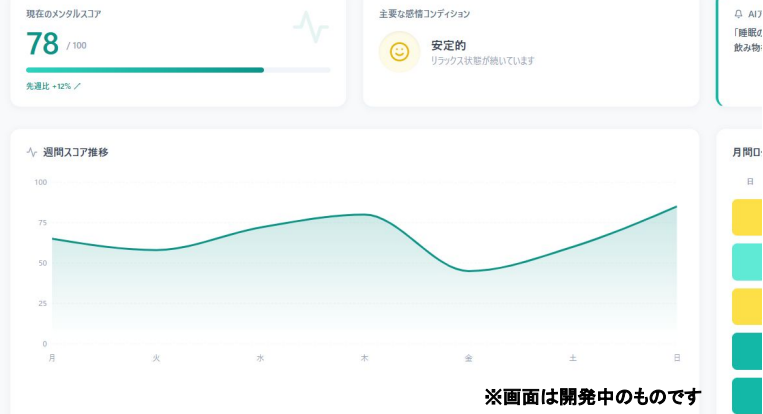 現在のメンタルスコア
78 / 100
先週比 +12% ↗
主要な感情コンディション
安定的
リラックス状態が続いています
「睡眠の
飲み物
週間スコア推移
100
75
50
25
0
月 火 水 木 金 土 日
月間ロ
日
※画面は開発中のものです